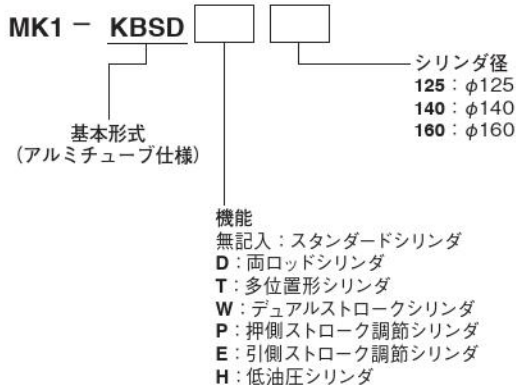 MK1 － KBSD
シリンダ径
125：φ125
140：φ140
160：φ160
基本形式
（アルミチューブ仕様）
機能
無記入：スタンダードシリンダ
D：両ロッドシリンダ
T：多位置形シリンダ
W：デュアルストロークシリンダ
P：押側ストローク調節シリンダ
E：引側ストローク調節シリンダ
H：低油圧シリンダ